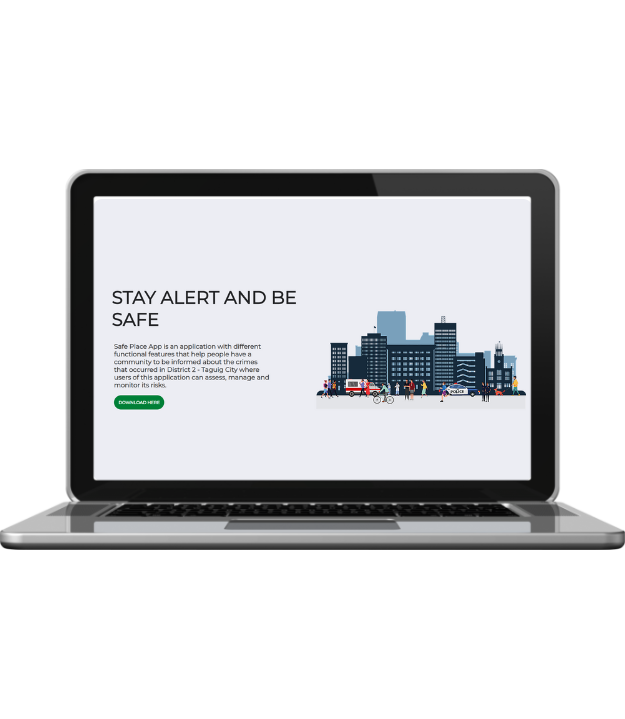 STAY ALERT AND BE
SAFE
Safe Place App is an application with different
functional features that help people have a
community to be informed about the crimes
that occurred in District 2 - Taguig City where
users of this application can assess, manage and
monitor its risks.
DOWNLOAD HERE
POLICE